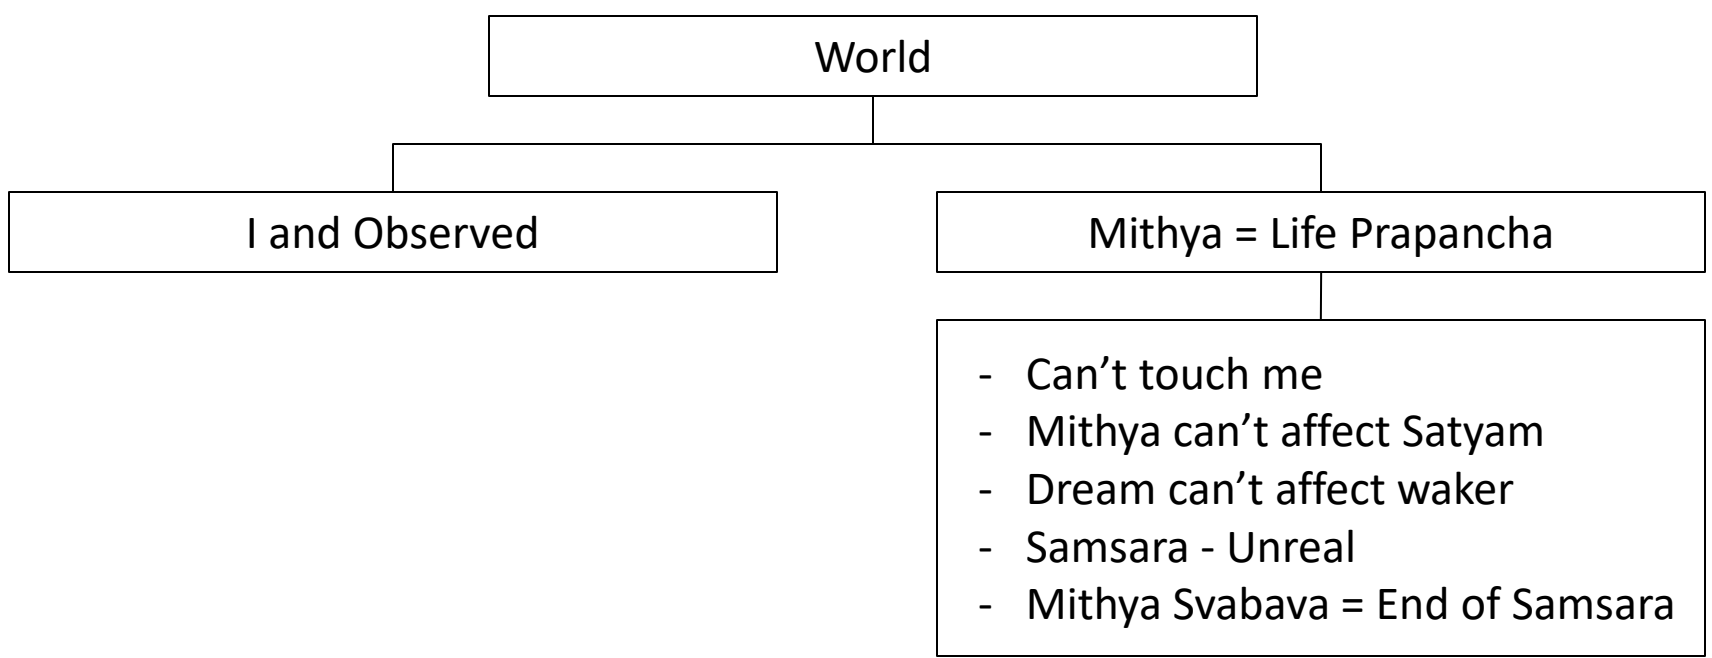 World
I and Observed
Mithya = Life Prapancha
- Can’t touch me
- Mithya can’t affect Satyam
- Dream can’t affect waker
- Samsara - Unreal
- Mithya Svabava = End of Samsara